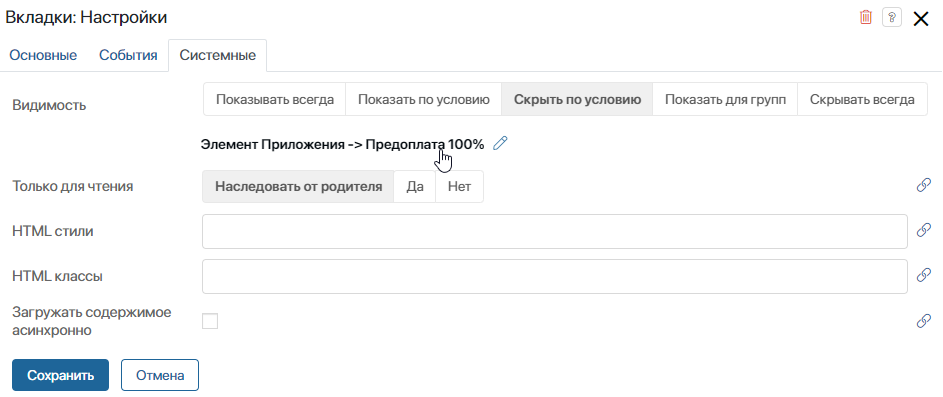 Вкладки: Настройки
?
Основные События Системные
Видимость Показывать всегда Показать по условию Скрыть по условию Показать для групп Скрывать всегда
Элемент Приложения -> Предоплата 100%
Только для чтения Наследовать от родителя Да Нет
HTML стили
HTML классы
Загружать содержимое
асинхронно
Сохранить Отмена